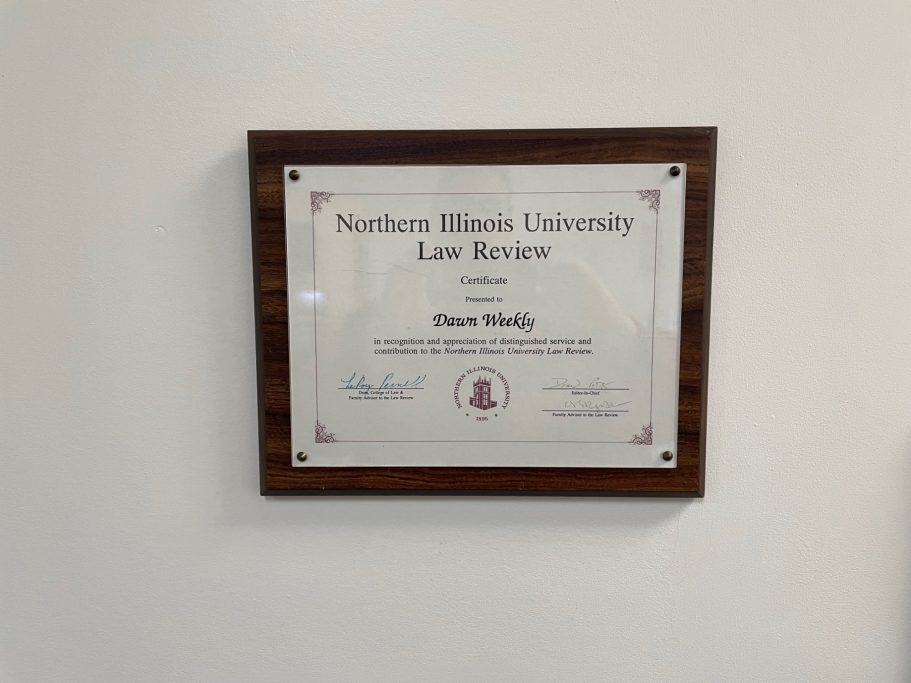 Northern Illinois University
Law Review
Certificate
Presented to
Dawn Weekly
in recognition and appreciation of distinguished service and
contribution to the Northern Illinois University Law Review.
LeRoy Pernell
Dean, College of Law &
Faculty Advisor to the Law Review
NORTHERN ILLINOIS UNIVERSITY
1895
Editor-In-Chief
Faculty Advisor to the Law Review